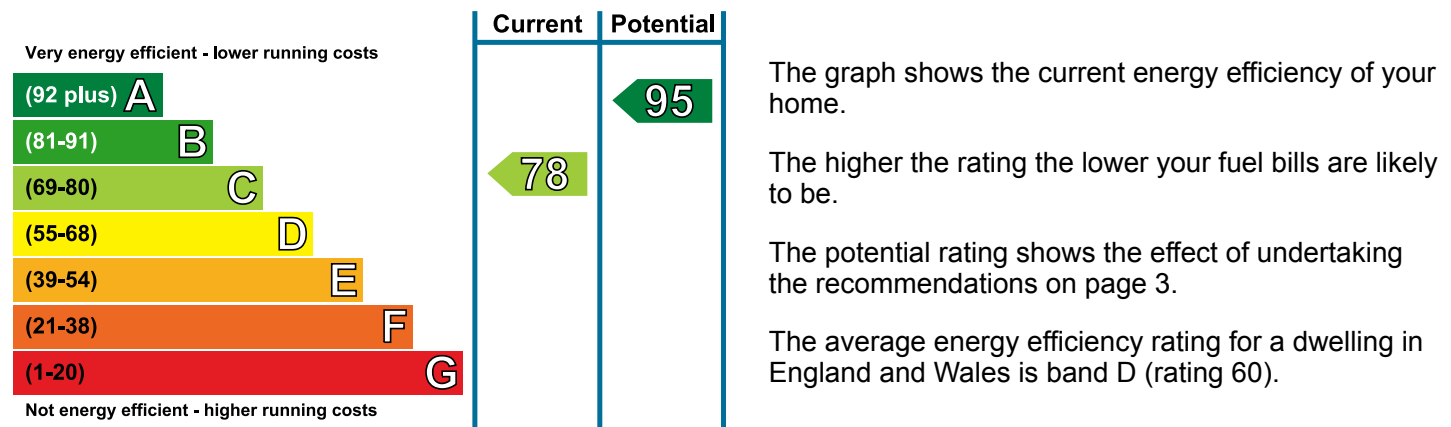 Current Potential
Very energy efficient - lower running costs
(92 plus) A
95
(81-91) B
(69-80) C
78
(55-68) D
(39-54) E
(21-38) F
(1-20) G
Not energy efficient - higher running costs
The graph shows the current energy efficiency of your
home.
The higher the rating the lower your fuel bills are likely
to be.
The potential rating shows the effect of undertaking
the recommendations on page 3.
The average energy efficiency rating for a dwelling in
England and Wales is band D (rating 60).